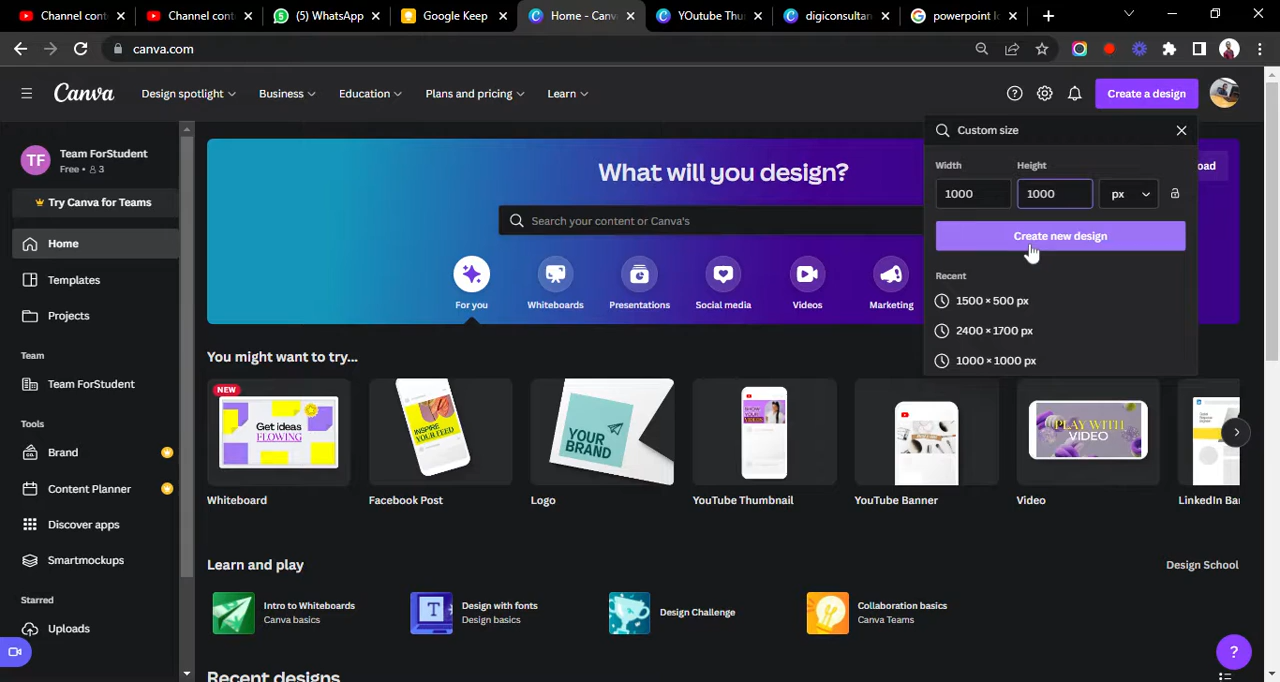 Channel cont
Channel cont
(5) WhatsApp
Google Keep
Home - Canv
YOutube Thu
digiconsultan
powerpoint lo
canva.com
Canva
Design spotlight
Business
Education
Plans and pricing
Learn
Create a design
TF
Team ForStudent
Free • 3
Try Canva for Teams
Home
Templates
Projects
Team
Team ForStudent
Tools
Brand
Content Planner
Discover apps
Smartmockups
Starred
Uploads
What will you design?
Search your content or Canva's
For you
Whiteboards
Presentations
Social media
Videos
Marketing
Custom size
Width
Height
1000
1000
px
Create new design
Recent
1500 × 500 px
2400 × 1700 px
1000 × 1000 px
You might want to try...
NEW
Get ideas
FLOWING
INSPIRE
YOUR FEED
YOUR
BRAND
SHOW
YOUR
PLAY WITH
VIDEO
Whiteboard
Facebook Post
Logo
YouTube Thumbnail
YouTube Banner
Video
LinkedIn Ban
Learn and play
Design School
Intro to Whiteboards
Canva basics
T
Design with fonts
Design basics
Design Challenge
Collaboration basics
Canva Teams
Recent designs
?